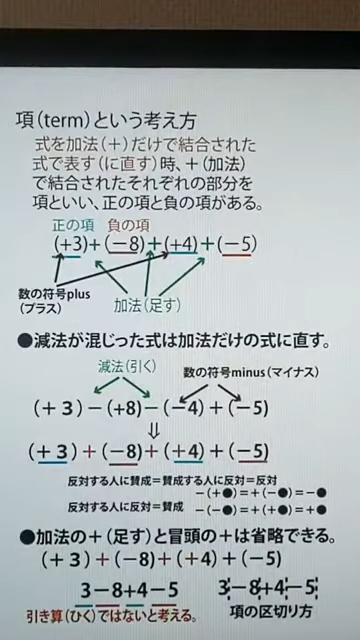 項（term）という考え方
式を加法（＋）だけで結合された
式で表す（に直す）時、＋（加法）
で結合されたそれぞれの部分を
項といい、正の項と負の項がある。
正の項　負の項
(+3)+(−8)+(+4)+(−5)
数の符号plus
（プラス）
加法（足す）
●減法が混じった式は加法だけの式に直す。
減法（引く）
数の符号minus（マイナス）
(+3)−(+8)−(−4)+(−5)
⇓
(+3)+(−8)+(+4)+(−5)
反対する人に賛成＝賛成する人に反対＝反対
−(+●)=+(−●)=−●
反対する人に反対＝賛成
−(−●)=+(+●)=+●
●加法の＋（足す）と冒頭の＋は省略できる。
(+3)+(−8)+(+4)+(−5)
3−8+4−5
3¦−8¦+4¦−5¦
引き算（ひく）ではないと考える。
項の区切り方